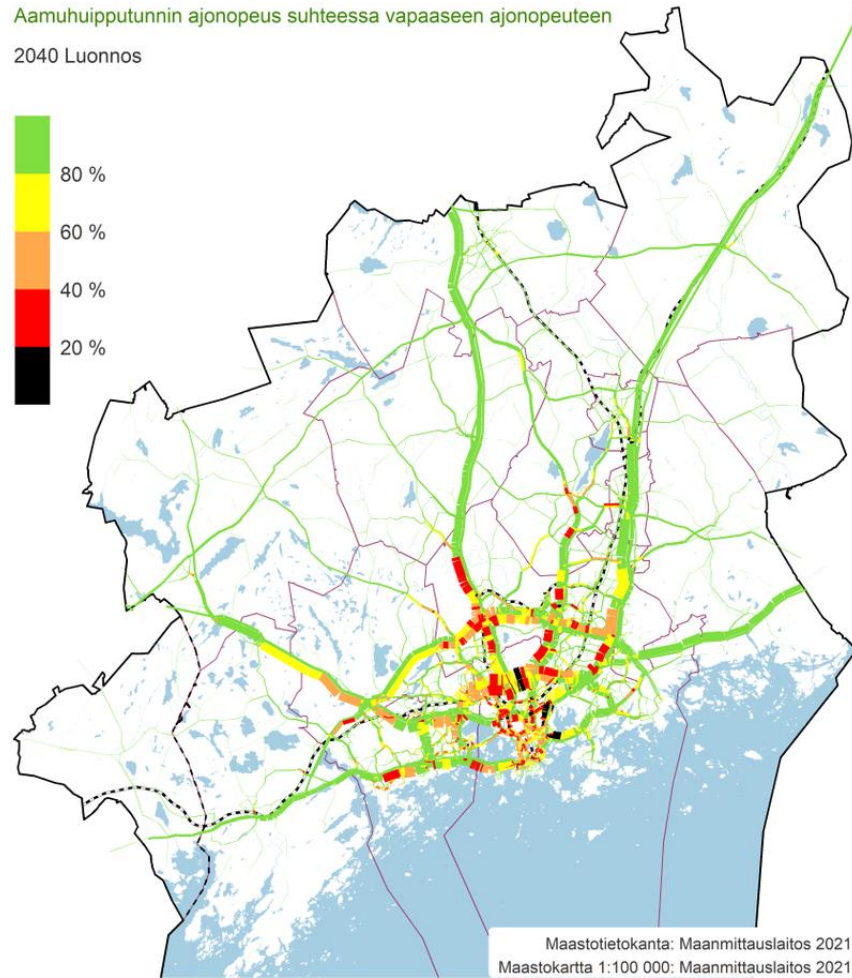 Aamuhuipputunnin ajonopeus suhteessa vapaaseen ajonopeuteen
2040 Luonnos
80 %
60 %
40 %
20 %
Maastotietokanta: Maanmittauslaitos 2021
Maastokartta 1:100 000: Maanmittauslaitos 2021